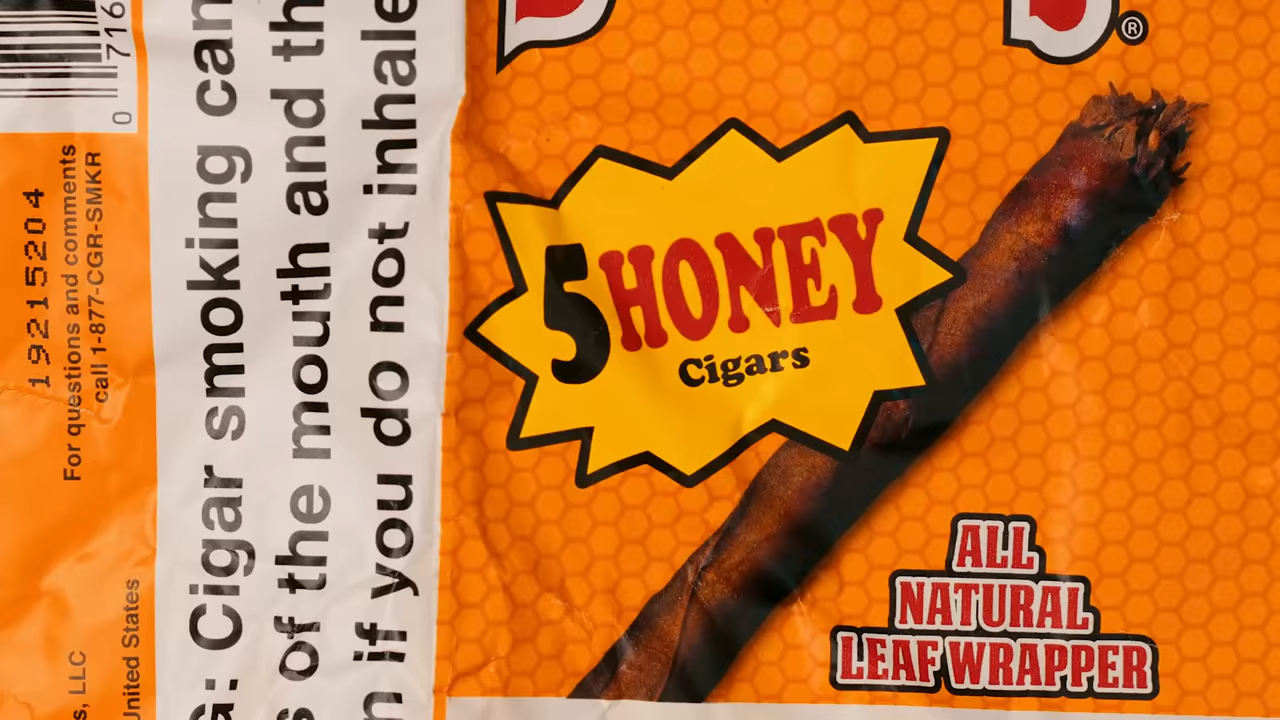 0 716
19215204
For questions and comments
call 1-877-CGR-SMKR
s, LLC
United States
G: Cigar smoking can
s of the mouth and th
n if you do not inhale
®
5 HONEY
Cigars
ALL
NATURAL
LEAF WRAPPER